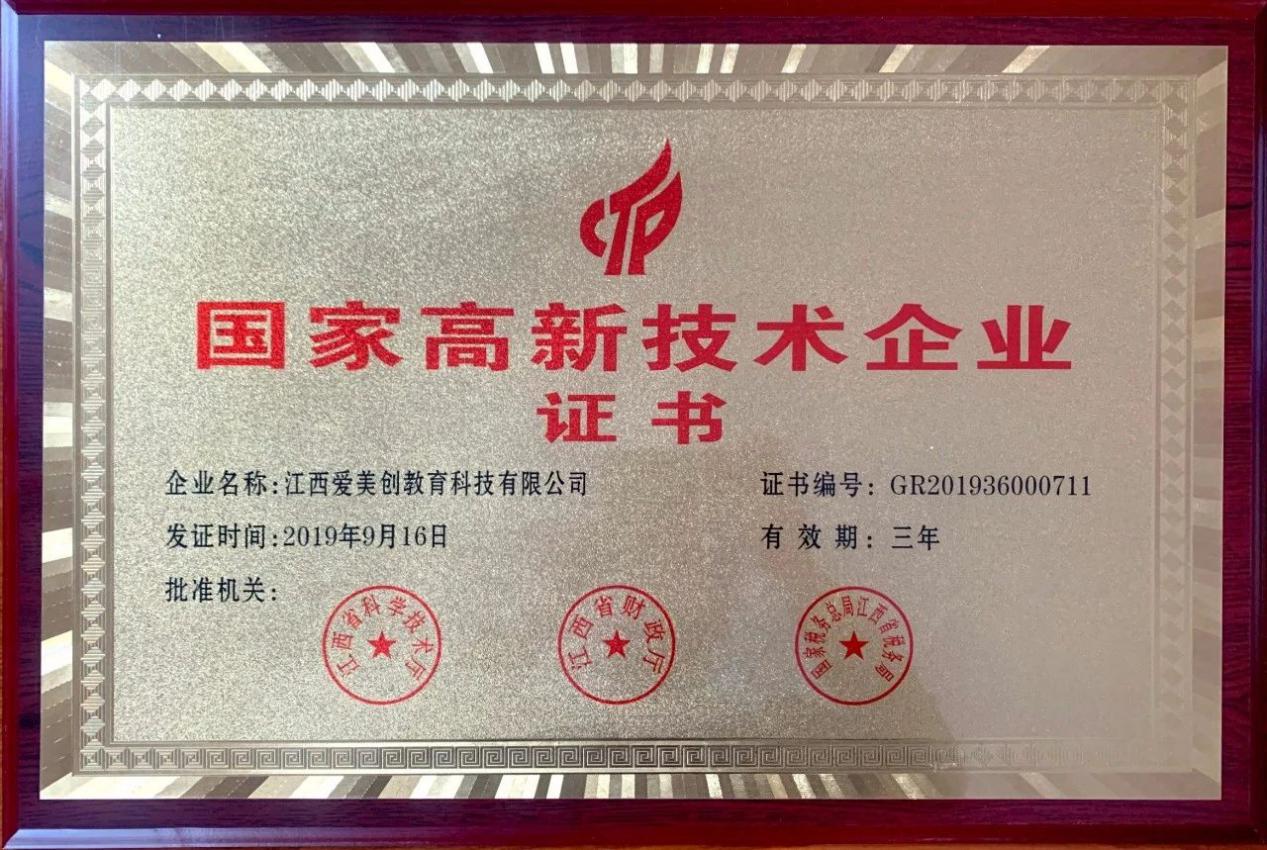 CTP
国家高新技术企业
证书
企业名称:江西爱美创教育科技有限公司
证书编号：GR201936000711
发证时间:2019年9月16日
有 效 期：三年
批准机关：
江西省科学技术厅
江西省财政厅
国家税务总局江西省税务局